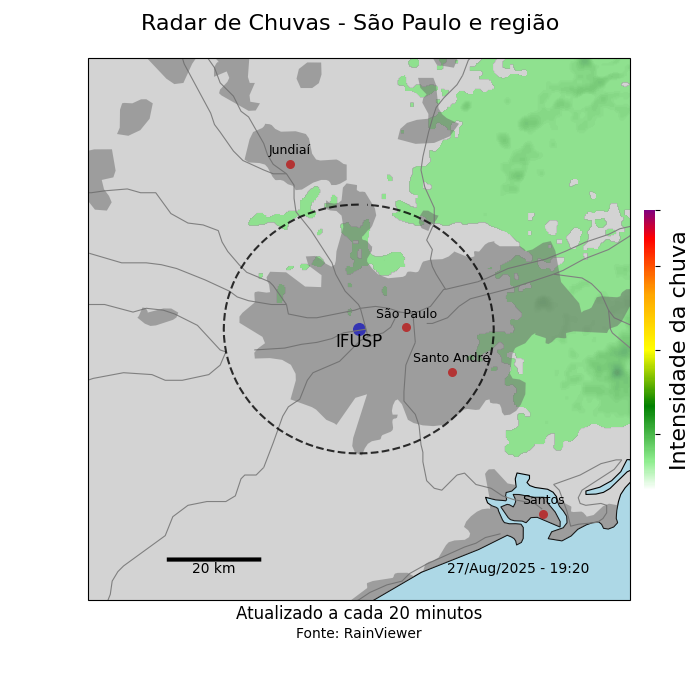 Radar de Chuvas - São Paulo e região
Jundiaí
São Paulo
IFUSP
Santo André
Santos
20 km
27/Aug/2025 - 19:20
Intensidade da chuva
Atualizado a cada 20 minutos
Fonte: RainViewer